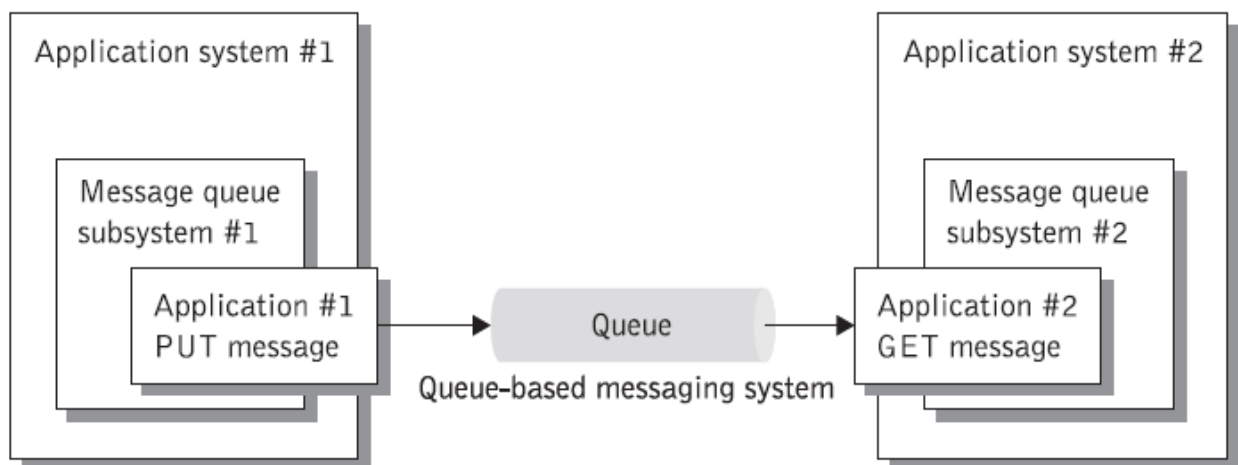 Application system #1
Message queue
subsystem #1
Application #1
PUT message
Queue
Queue-based messaging system
Application system #2
Message queue
subsystem #2
Application #2
GET message